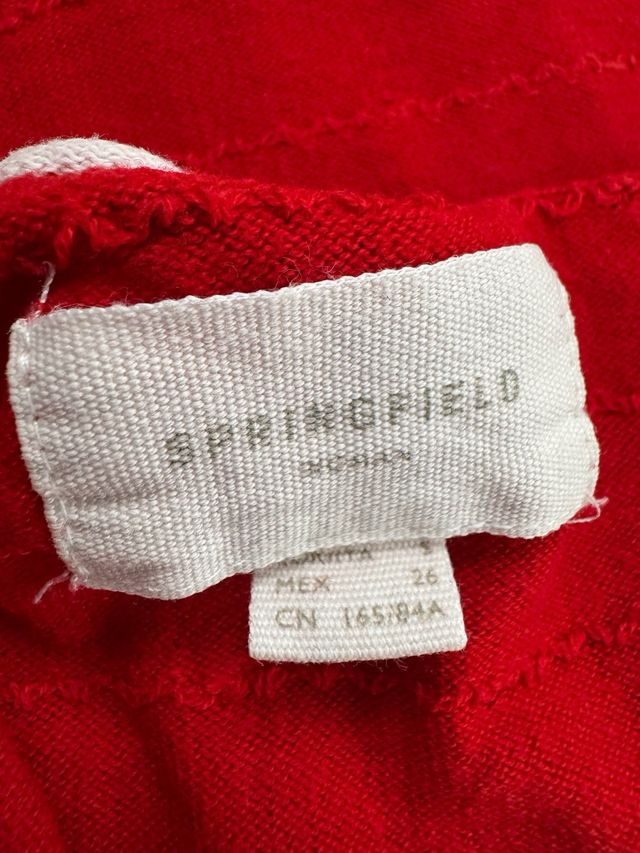 SPRINGFIELD
WOMAN
S
MEX 26
CN 165/84A